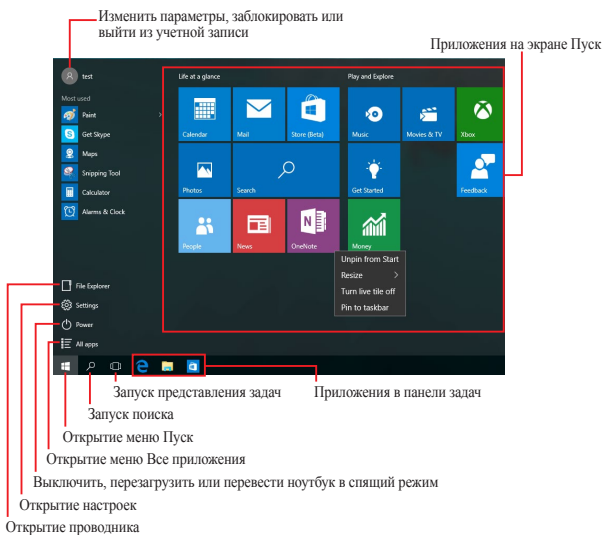 Изменить параметры, заблокировать или
выйти из учетной записи
Приложения на экране Пуск
test
Life at a glance
Play and Explore
Most used
Paint
Get Skype
Maps
Snipping Tool
Calculator
Alarms & Clock
Calendar
Mail
Store (Beta)
Music
Movies & TV
Xbox
Photos
Search
Get Started
Feedback
People
News
OneNote
Money
Unpin from Start
Resize
Turn live tile off
Pin to taskbar
File Explorer
Settings
Power
All apps
Запуск представления задач
Приложения в панели задач
Запуск поиска
Открытие меню Пуск
Открытие меню Все приложения
Выключить, перезагрузить или перевести ноутбук в спящий режим
Открытие настроек
Открытие проводника